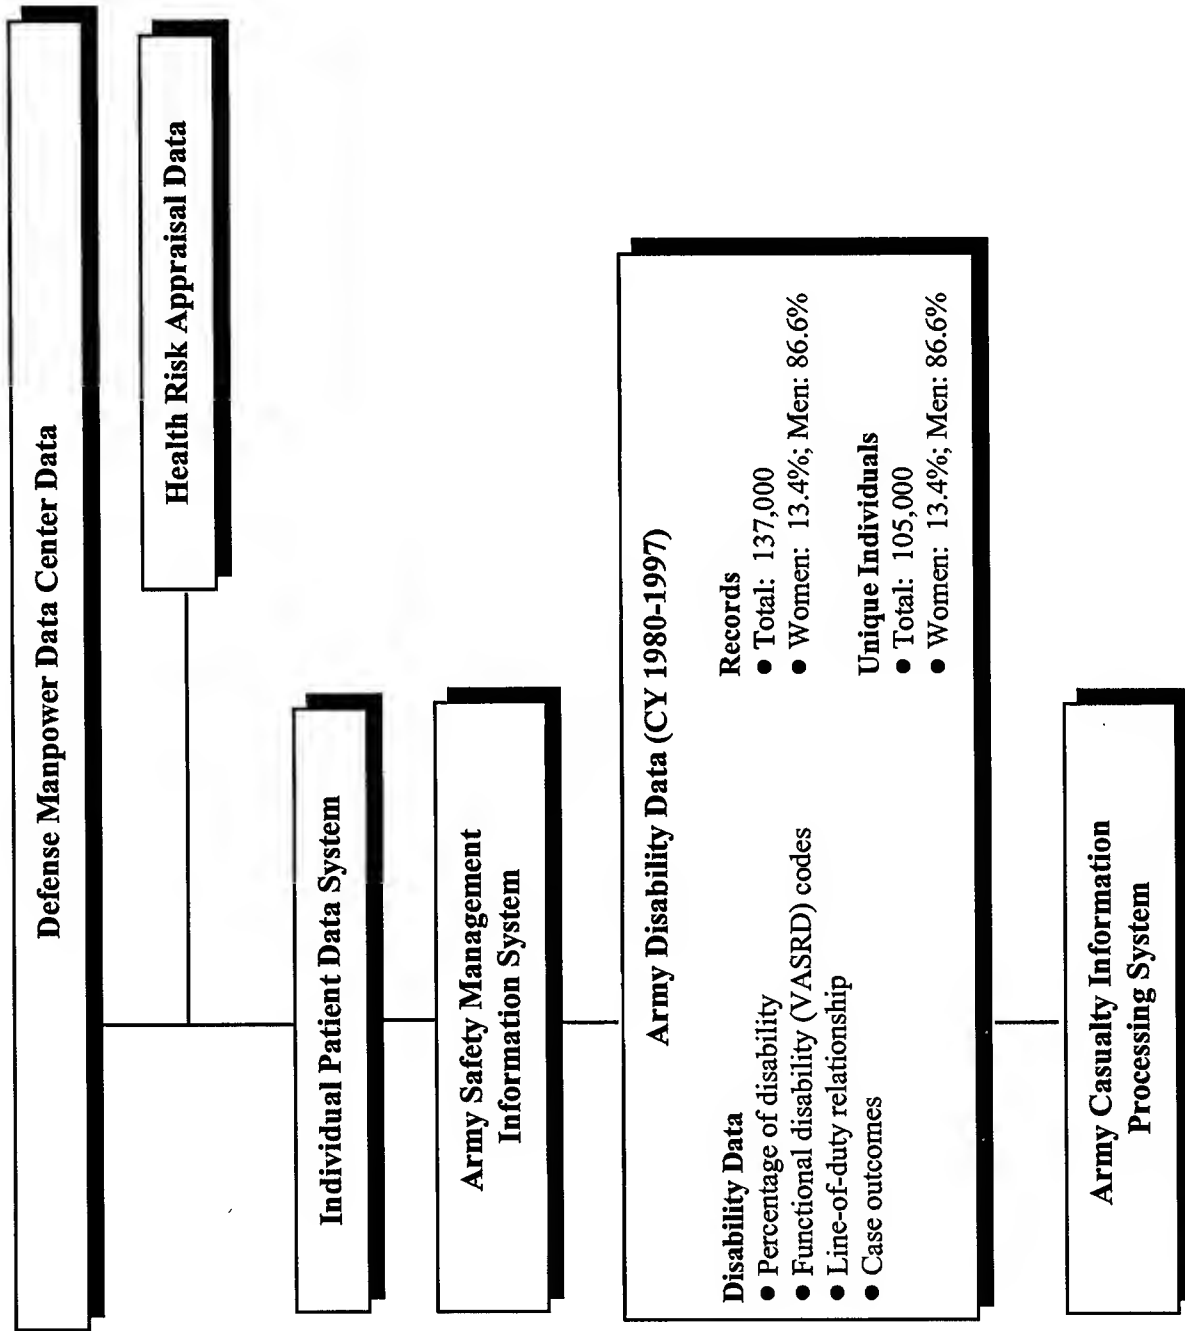 Defense Manpower Data Center Data
Health Risk Appraisal Data
Individual Patient Data System
Army Safety Management
Information System
Army Disability Data (CY 1980-1997)
Disability Data
● Percentage of disability
● Functional disability (VASRD) codes
● Line-of-duty relationship
● Case outcomes
Records
● Total: 137,000
● Women: 13.4%; Men: 86.6%
Unique Individuals
● Total: 105,000
● Women: 13.4%; Men: 86.6%
Army Casualty Information
Processing System